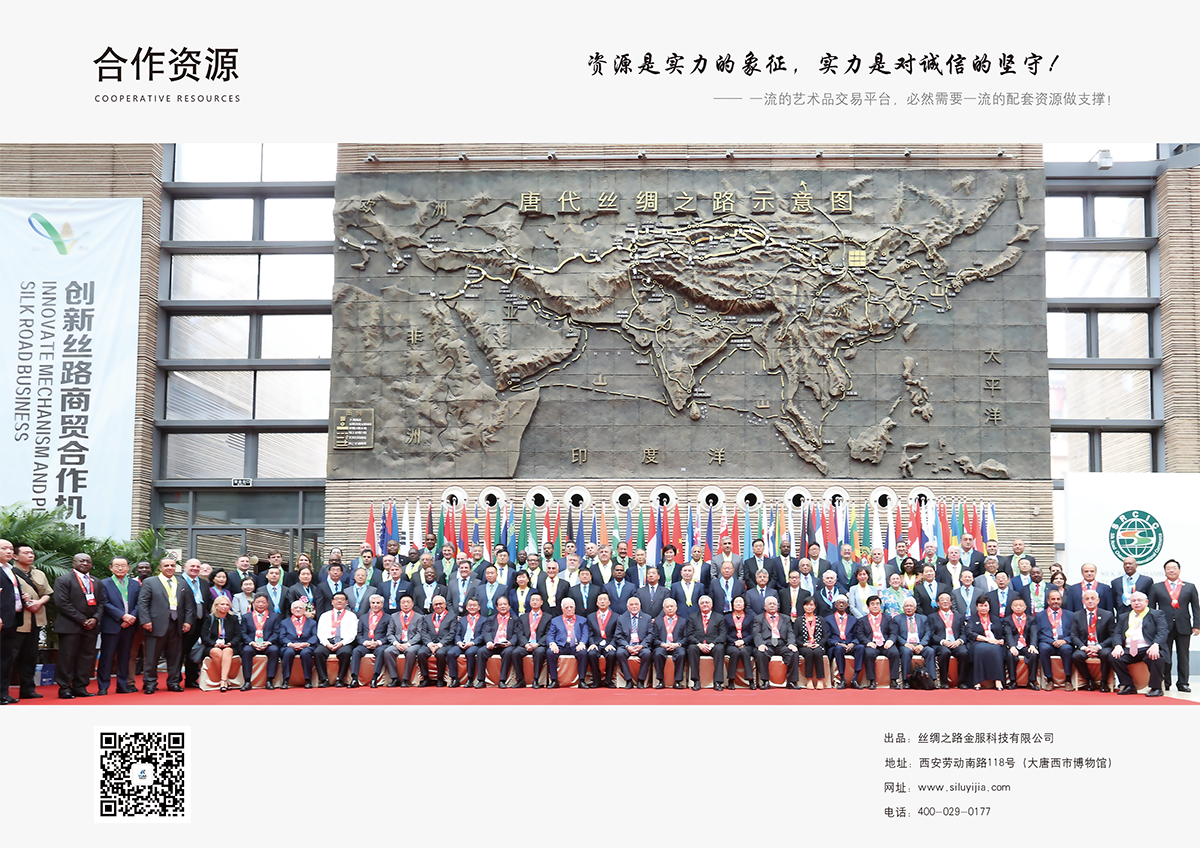 合作资源
COOPERATIVE RESOURCES
资源是实力的象征，实力是对诚信的坚守！
—— 一流的艺术品交易平台，必然需要一流的配套资源做支撑！
唐代丝绸之路示意图
欧洲
亚
非
洲
太平洋
印度洋
创新丝路商贸合作机制
INNOVATE MECHANISM AND
SILK ROAD BUSINESS
SRCIC
出品：丝绸之路金服科技有限公司
地址：西安劳动南路118号（大唐西市博物馆）
网址：www.siluyijia.com
电话：400-029-0177